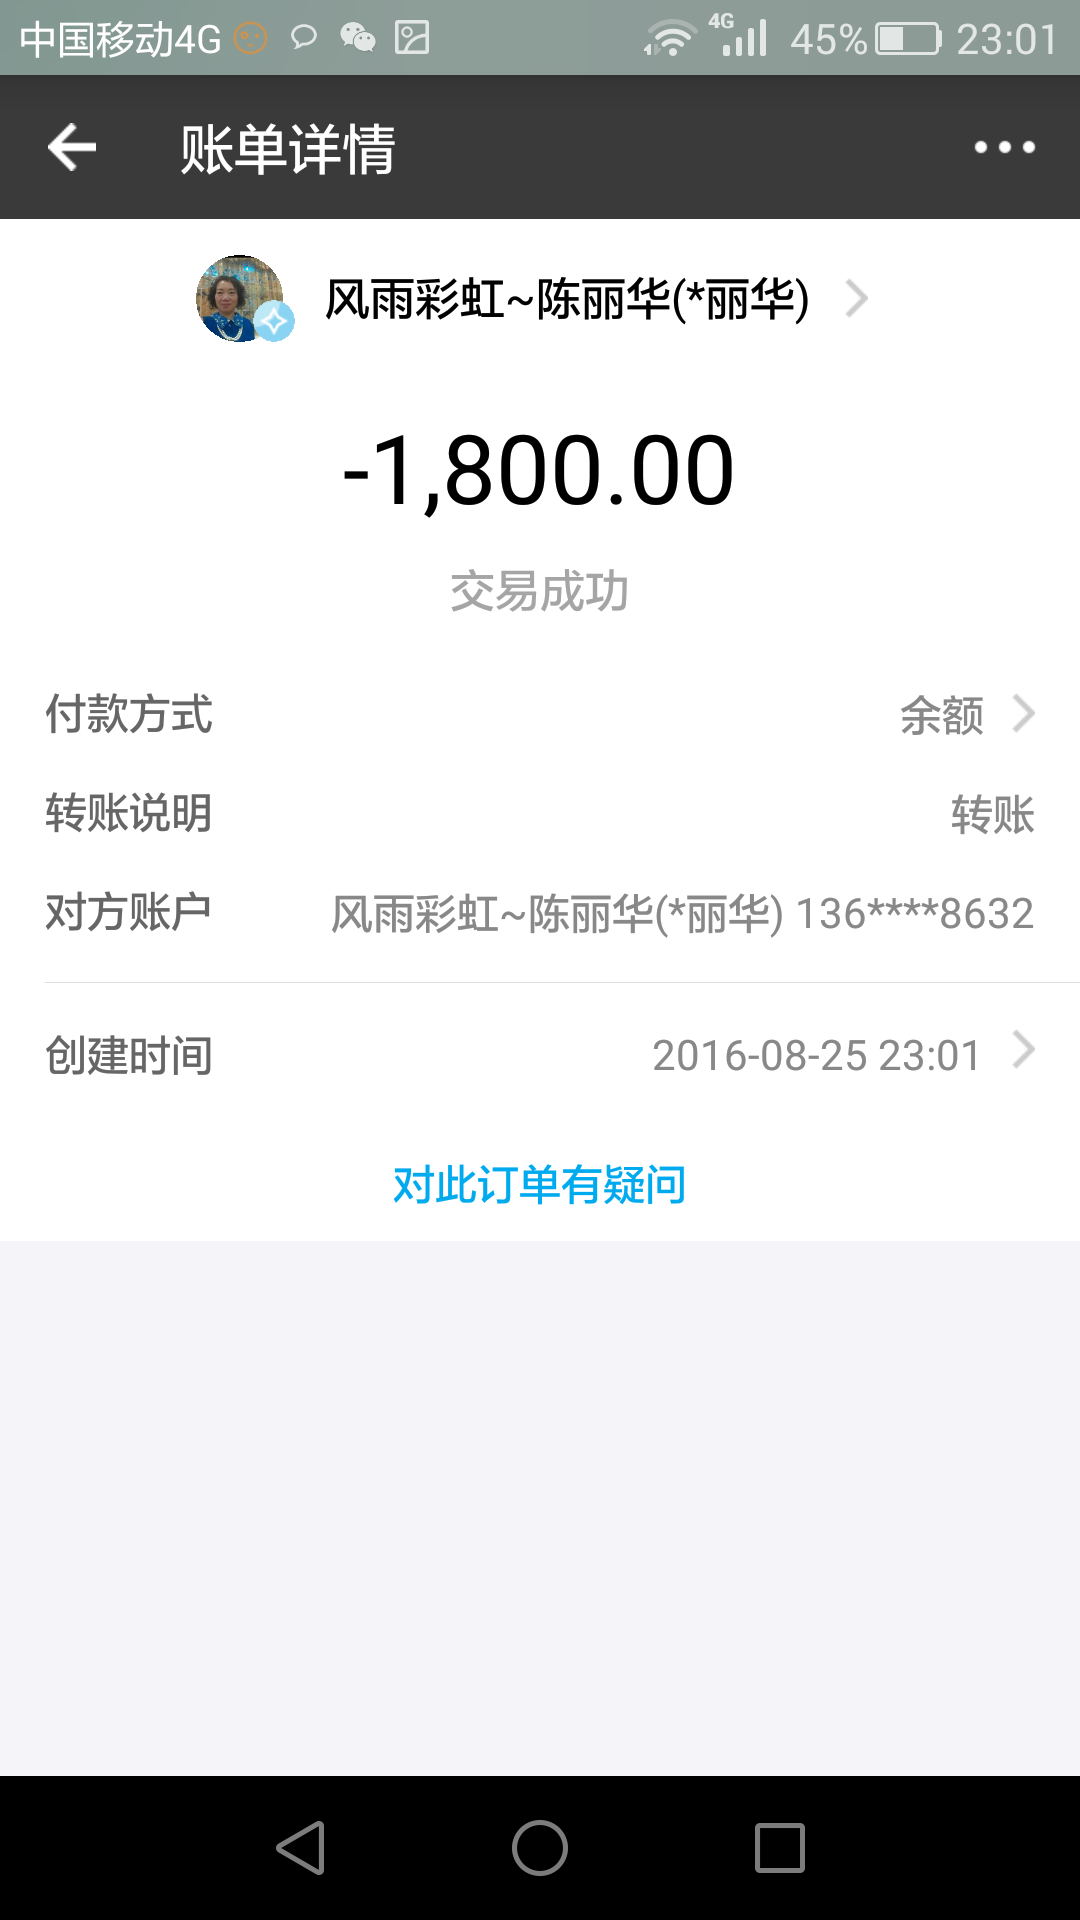 中国移动4G 4G 45% 23:01
账单详情
风雨彩虹~陈丽华(*丽华)
-1,800.00
交易成功
付款方式 余额
转账说明 转账
对方账户 风雨彩虹~陈丽华(*丽华) 136****8632
创建时间 2016-08-25 23:01
对此订单有疑问